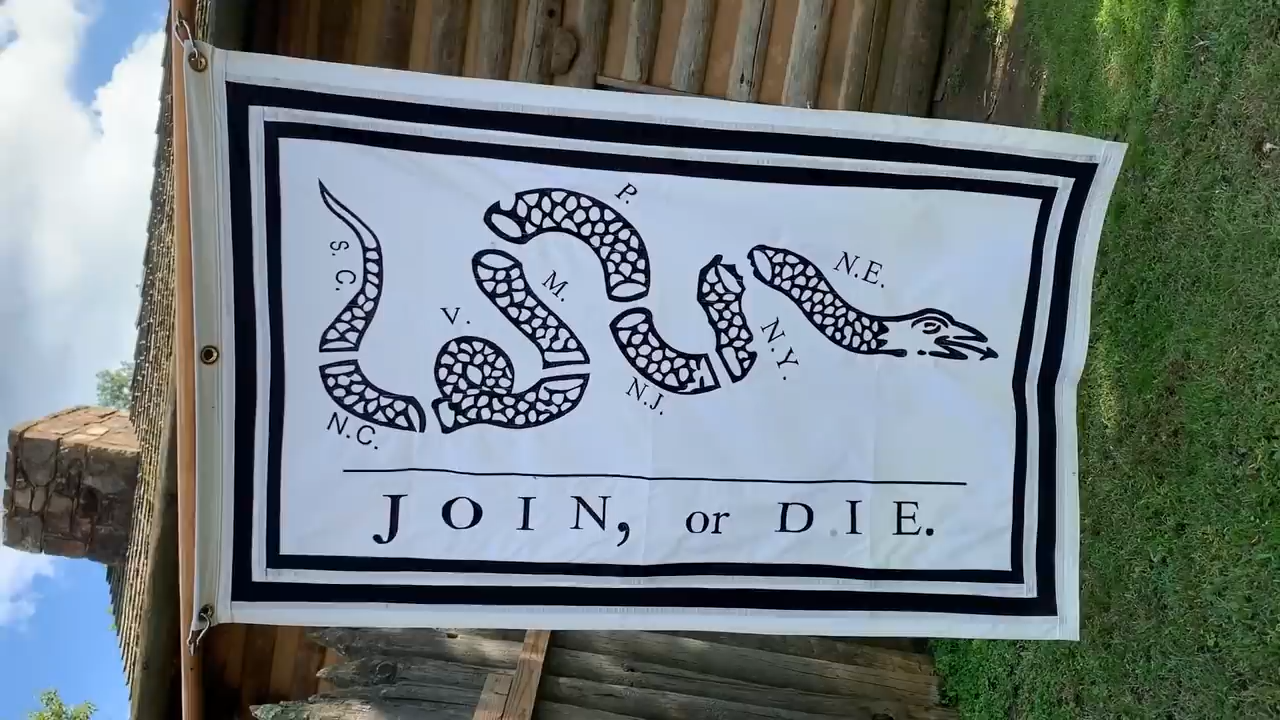 P.
N.E.
S. C.
M.
V.
N.Y.
N.J.
N.C.
JOIN, or DIE.